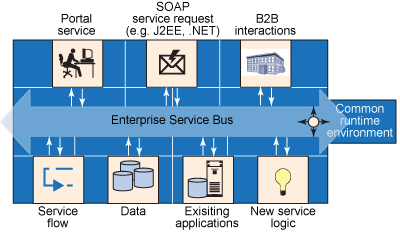 Portal
service
SOAP
service request
(e.g. J2EE, .NET)
B2B
interactions
Enterprise Service Bus
Common
runtime
environment
Service
flow
Data
Exisiting
applications
New service
logic